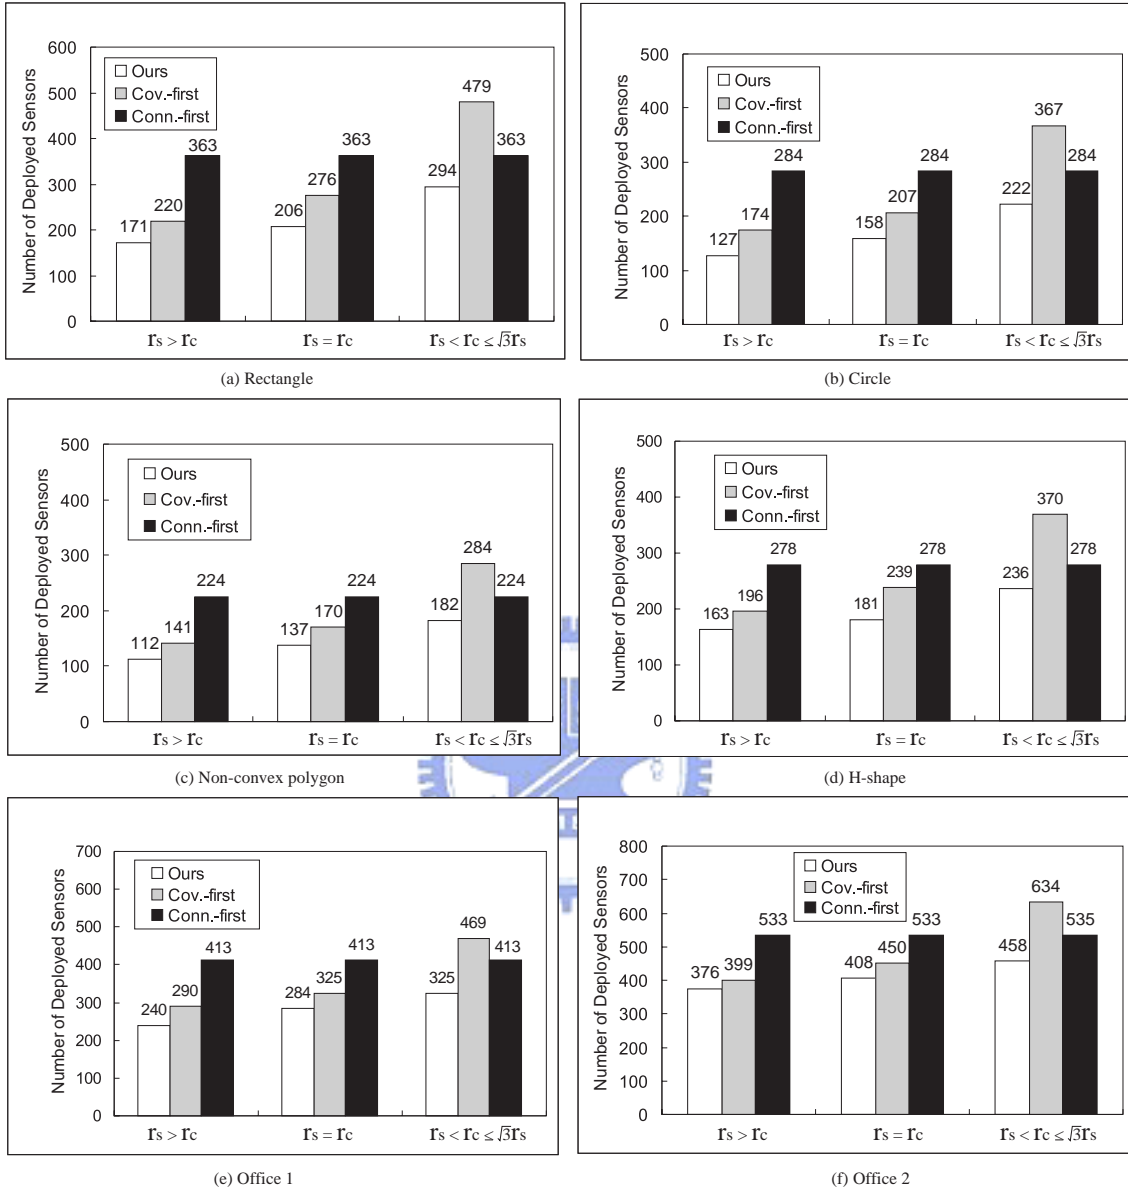 600
500
400
300
200
100
0
Number of Deployed Sensors
Ours
Cov.-first
Conn.-first
171
220
363
206
276
363
294
479
363
rs > rc
rs = rc
rs < rc ≤ √3rs
(a) Rectangle
500
400
300
200
100
0
Number of Deployed Sensors
Ours
Cov.-first
Conn.-first
127
174
284
158
207
284
222
367
284
rs > rc
rs = rc
rs < rc ≤ √3rs
(b) Circle
500
400
300
200
100
0
Number of Deployed Sensors
Ours
Cov.-first
Conn.-first
112
141
224
137
170
224
182
284
224
rs > rc
rs = rc
rs < rc ≤ √3rs
(c) Non-convex polygon
500
400
300
200
100
0
Number of Deployed Sensors
Ours
Cov.-first
Conn.-first
163
196
278
181
239
278
236
370
278
rs > rc
rs = rc
rs < rc ≤ √3rs
(d) H-shape
700
600
500
400
300
200
100
0
Number of Deployed Sensors
Ours
Cov.-first
Conn.-first
240
290
413
284
325
413
325
469
413
rs > rc
rs = rc
rs < rc ≤ √3rs
(e) Office 1
800
700
600
500
400
300
200
100
0
Number of Deployed Sensors
Ours
Cov.-first
Conn.-first
376
399
533
408
450
533
458
634
535
rs > rc
rs = rc
rs < rc ≤ √3rs
(f) Office 2